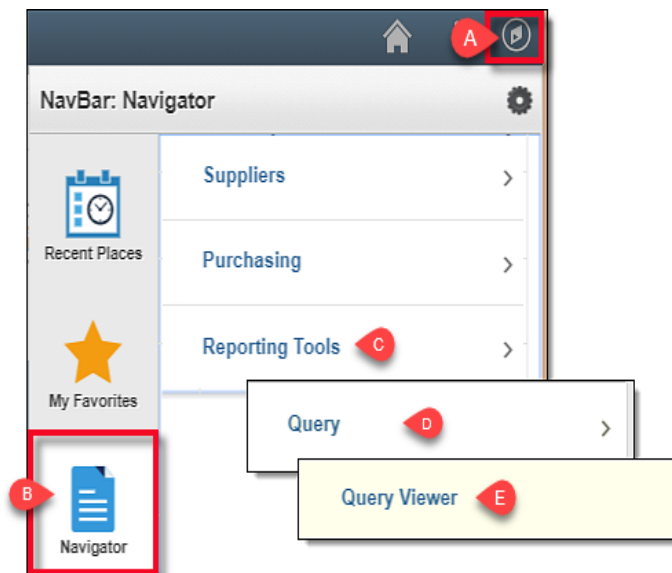 A
NavBar: Navigator
Suppliers
Recent Places
Purchasing
Reporting Tools
C
My Favorites
Query
D
B
Query Viewer
E
Navigator